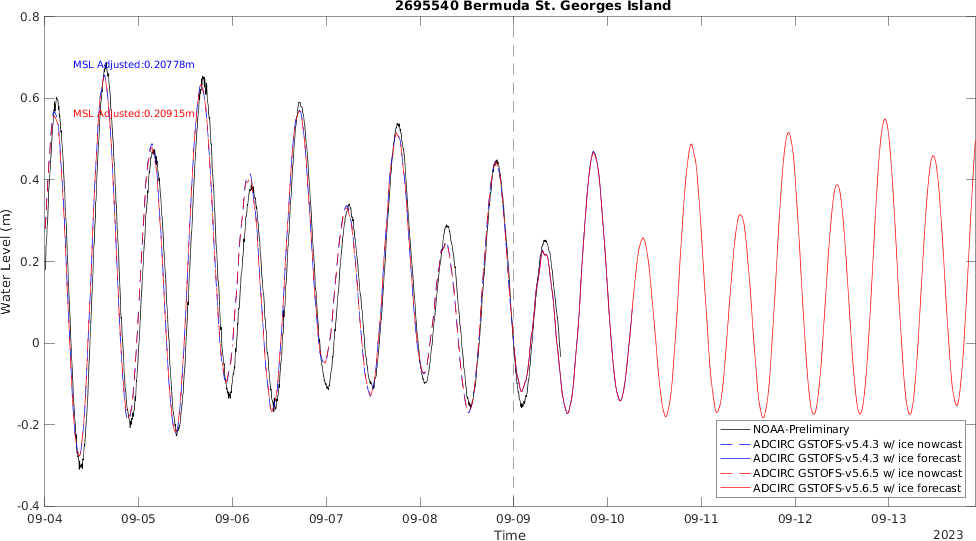 2695540 Bermuda St. Georges Island
0.8
0.6
0.4
0.2
0
-0.2
-0.4
Water Level (m)
MSL Adjusted:0.20778m
MSL Adjusted:0.20915m
NOAA-Preliminary
ADCIRC GSTOFS-v5.4.3 w/ ice nowcast
ADCIRC GSTOFS-v5.4.3 w/ ice forecast
ADCIRC GSTOFS-v5.6.5 w/ ice nowcast
ADCIRC GSTOFS-v5.6.5 w/ ice forecast
09-04 09-05 09-06 09-07 09-08 09-09 09-10 09-11 09-12 09-13
Time
2023